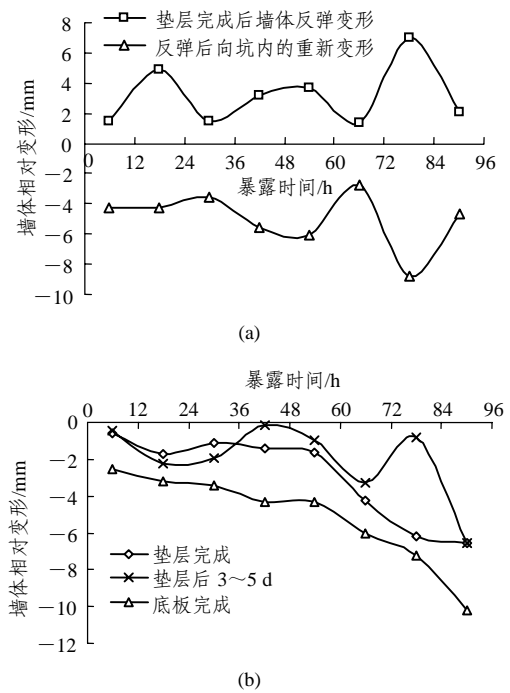 8
垫层完成后墙体反弹变形
6
反弹后向坑内的重新变形
4
2
0
0 12 24 36 48 60 72 84 96
暴露时间/h
－2
－4
－6
－8
－10
墙体相对变形/mm
(a)
暴露时间/h
0 12 24 36 48 60 72 84 96
0
－2
－4
－6
－8
－10
－12
墙体相对变形/mm
垫层完成
垫层后 3～5 d
底板完成
(b)